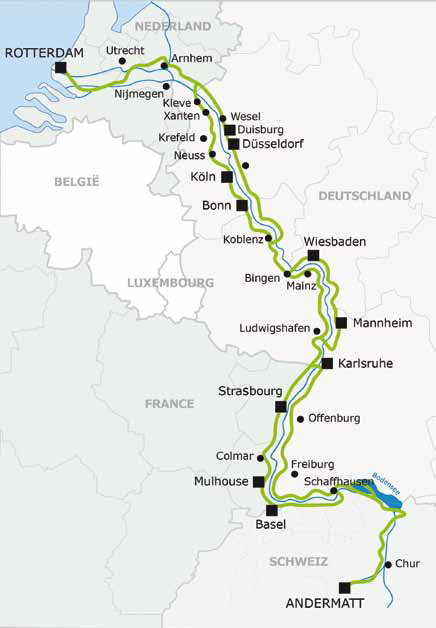 NEDERLAND
ROTTERDAM
Utrecht
Arnhem
Nijmegen
Kleve
Xanten
Wesel
Duisburg
Krefeld
Düsseldorf
Neuss
Köln
BELGIË
DEUTSCHLAND
Bonn
Koblenz
Wiesbaden
Bingen
Mainz
LUXEMBOURG
Ludwigshafen
Mannheim
Karlsruhe
Strasbourg
FRANCE
Offenburg
Colmar
Freiburg
Mulhouse
Schaffhausen
Bodensee
Basel
SCHWEIZ
Chur
ANDERMATT